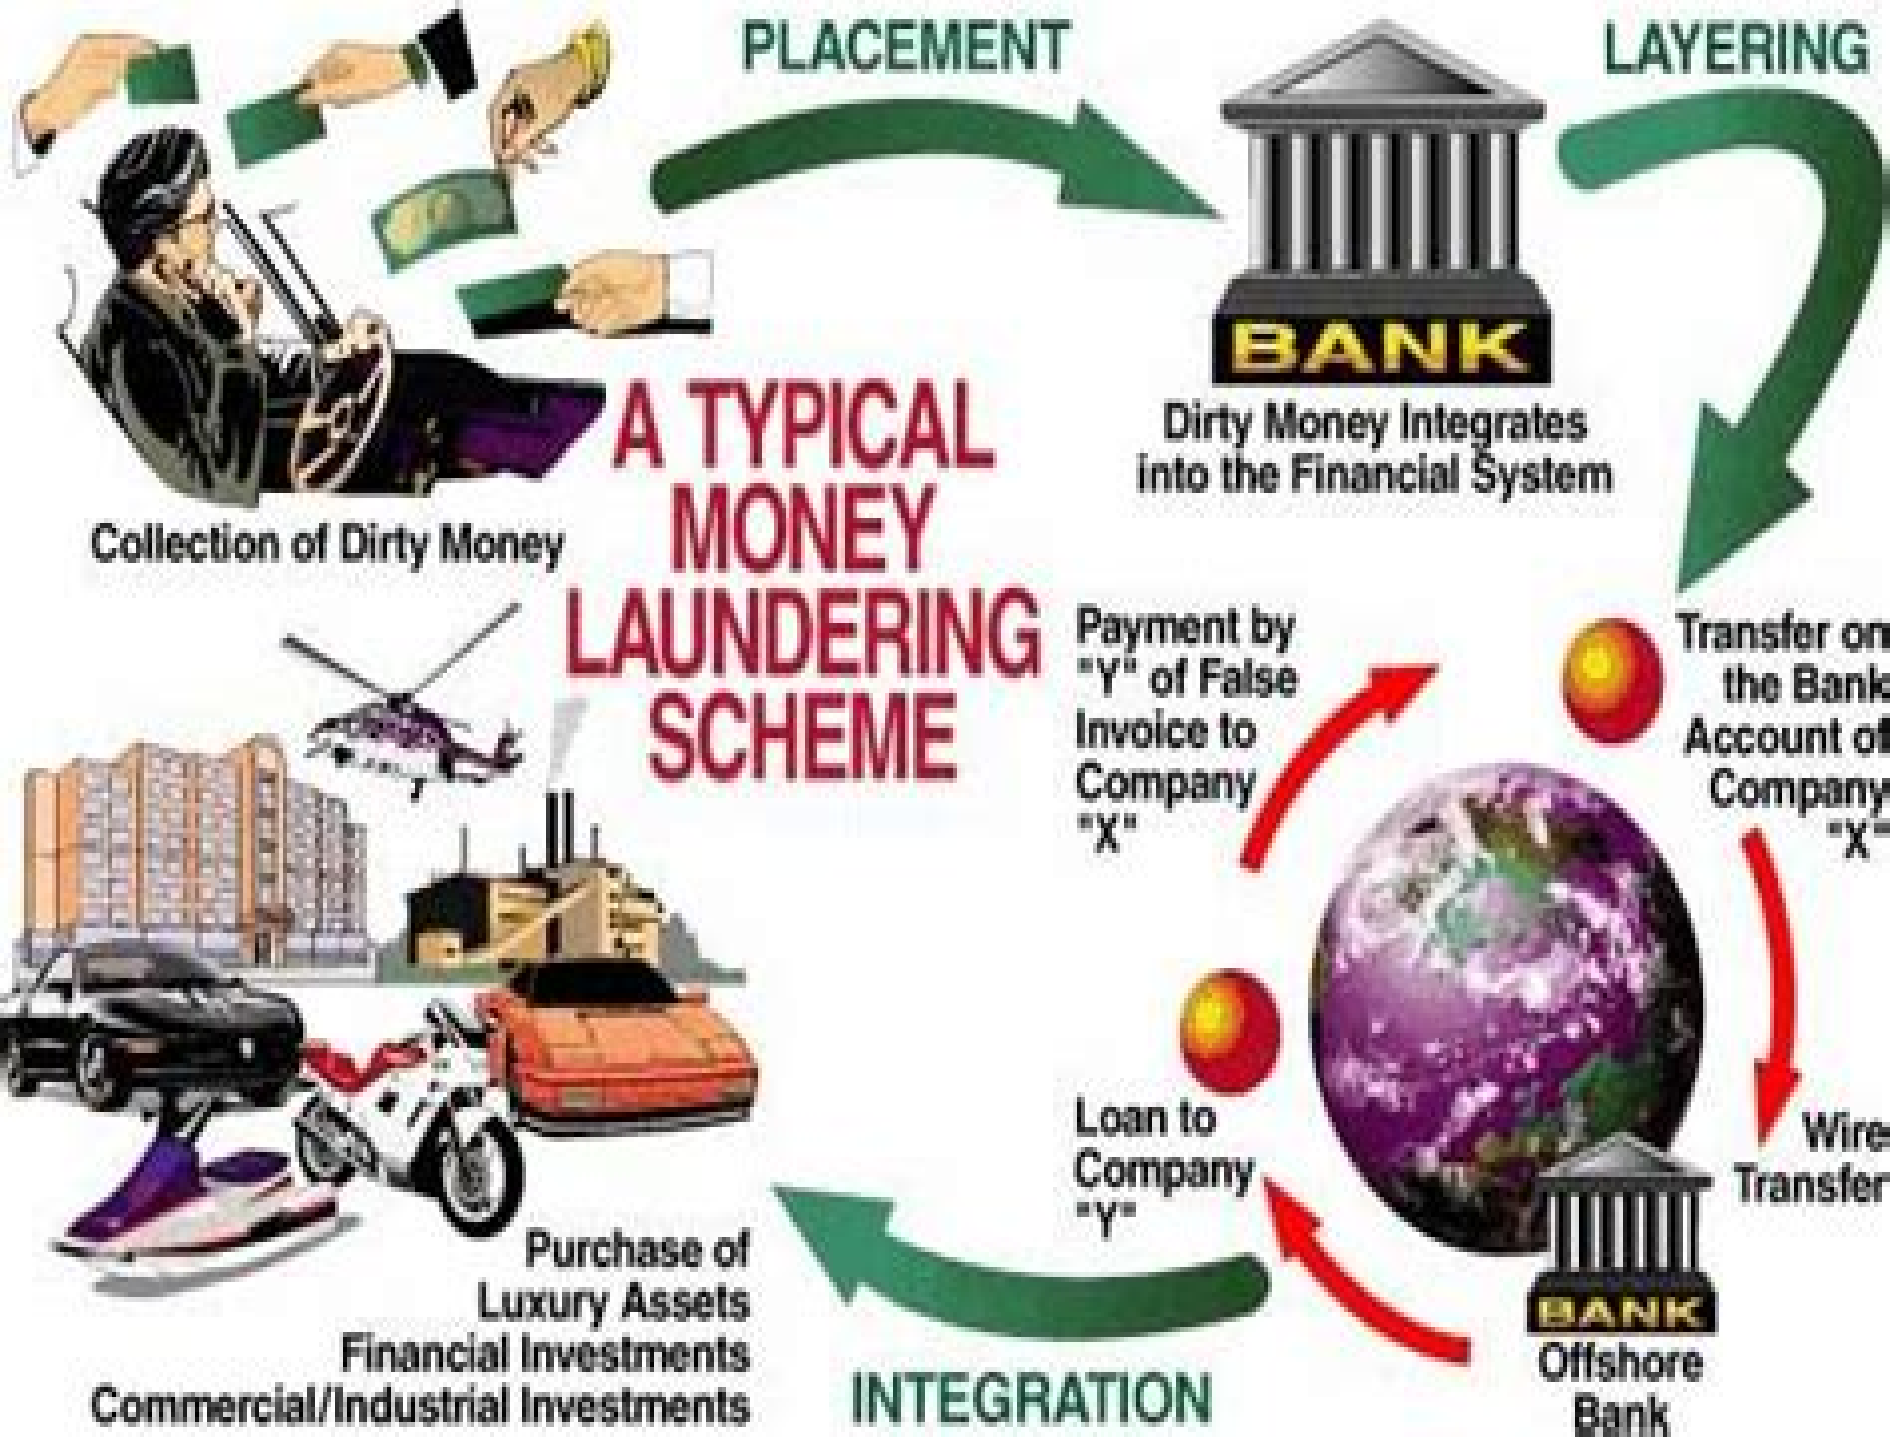 PLACEMENT
LAYERING
BANK
Dirty Money Integrates
into the Financial System
Collection of Dirty Money
A TYPICAL
MONEY
LAUNDERING
SCHEME
Payment by
"Y" of False
Invoice to
Company
"X"
Transfer on
the Bank
Account of
Company
"X"
Wire
Transfer
Loan to
Company
"Y"
BANK
Offshore
Bank
INTEGRATION
Purchase of
Luxury Assets
Financial Investments
Commercial/Industrial Investments